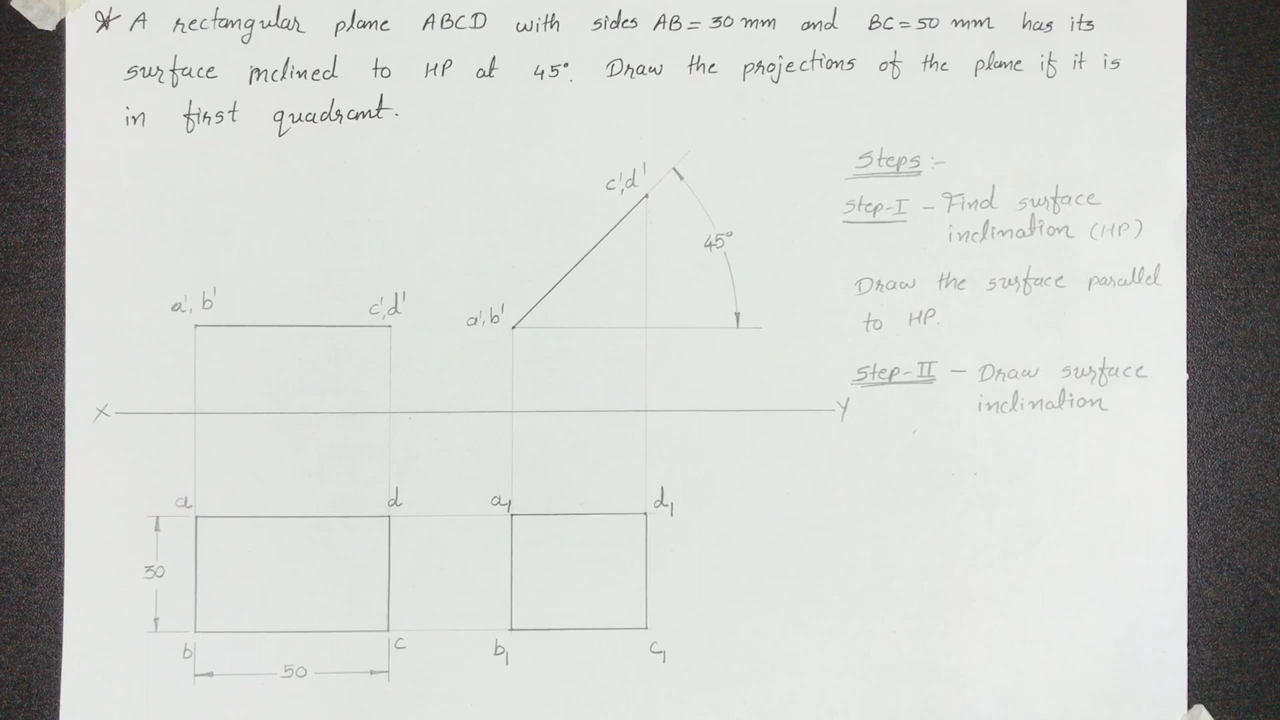 * A rectangular plane ABCD with sides AB = 30 mm and BC = 50 mm has its
surface inclined to HP at 45°. Draw the projections of the plane if it is
in first quadrant.
Steps :-
Step-I - Find surface
inclination (HP)
Draw the surface parallel
to HP.
Step-II - Draw surface
inclination
c',d'
45°
a', b'
c',d'
a',b'
X
Y
a
d
a1
d1
30
b
c
b1
c1
50